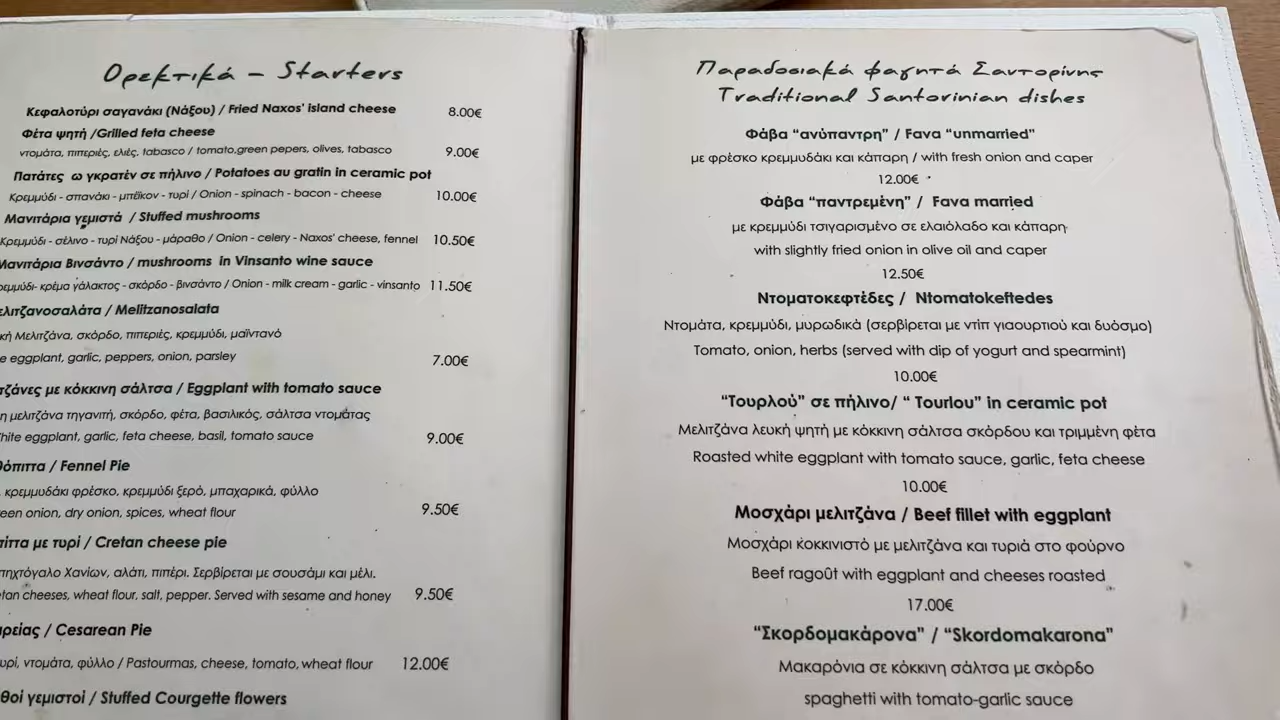 Ορεκτικά – Starters
Κεφαλοτύρι σαγανάκι (Νάξου) / Fried Naxos' island cheese 8.00€
Φέτα ψητή /Grilled feta cheese
ντομάτα, πιπεριές, ελιές, tabasco / tomato,green pepers, olives, tabasco 9.00€
Πατάτες ω γκρατέν σε πήλινο / Potatoes au gratin in ceramic pot
Κρεμμύδι - σπανάκι - μπέϊκον - τυρι / Onion - spinach - bacon - cheese 10.00€
Μανιτάρια γεμιστά / Stuffed mushrooms
Κρεμμύδι - σέλινο - τυρί Νάξου - μάραθο / Onion - celery - Naxos' cheese, fennel 10.50€
Μανιτάρια Βινσάντο / mushrooms in Vinsanto wine sauce
κρέμα γάλακτος - σκόρδο - βινσάντο / Onion - milk cream - garlic - vinsanto 11.50€
/ Melitzanosalata
Μελιτζάνα, σκόρδο, πιπεριές, κρεμμύδι, μαϊντανό
eggplant, garlic, peppers, onion, parsley 7.00€
με κόκκινη σάλτσα / Eggplant with tomato sauce
μελιτζάνα τηγανιτή, σκόρδο, φέτα, βασιλικός, σάλτσα ντομάτας
eggplant, garlic, feta cheese, basil, tomato sauce 9.00€
/ Fennel Pie
κρεμμυδάκι φρέσκο, κρεμμύδι ξερό, μπαχαρικά, φύλλο
onion, dry onion, spices, wheat flour 9.50€
με τυρί / Cretan cheese pie
Χανίων, αλάτι, πιπέρι. Σερβίρεται με σουσάμι και μέλι.
cheeses, wheat flour, salt, pepper. Served with sesame and honey 9.50€
/ Cesarean Pie
ντομάτα, φύλλο / Pastourmas, cheese, tomato, wheat flour 12.00€
γεμιστοί / Stuffed Courgette flowers
Παραδοσιακά φαγητά Σαντορίνης
Traditional Santorinian dishes
Φάβα “ανύπαντρη” / Fava “unmarried”
με φρέσκο κρεμμυδάκι και κάπαρη / with fresh onion and caper
12.00€
Φάβα “παντρεμένη” / Fava married
με κρεμμύδι τσιγαρισμένο σε ελαιόλαδο και κάπαρη
with slightly fried onion in olive oil and caper
12.50€
Ντοματοκεφτέδες / Ntomatokeftedes
Ντομάτα, κρεμμύδι, μυρωδικά (σερβίρεται με ντίπ γιαουρτιού και δυόσμο)
Tomato, onion, herbs (served with dip of yogurt and spearmint)
10.00€
“Τουρλού” σε πήλινο/ “ Tourlou” in ceramic pot
Μελιτζάνα λευκή ψητή με κόκκινη σάλτσα σκόρδου και τριμμένη φέτα
Roasted white eggplant with tomato sauce, garlic, feta cheese
10.00€
Μοσχάρι μελιτζάνα / Beef fillet with eggplant
Μοσχάρι κοκκινιστό με μελιτζάνα και τυριά στο φούρνο
Beef ragoût with eggplant and cheeses roasted
17.00€
“Σκορδομακάρονα” / “Skordomakarona”
Μακαρόνια σε κόκκινη σάλτσα με σκόρδο
spaghetti with tomato-garlic sauce